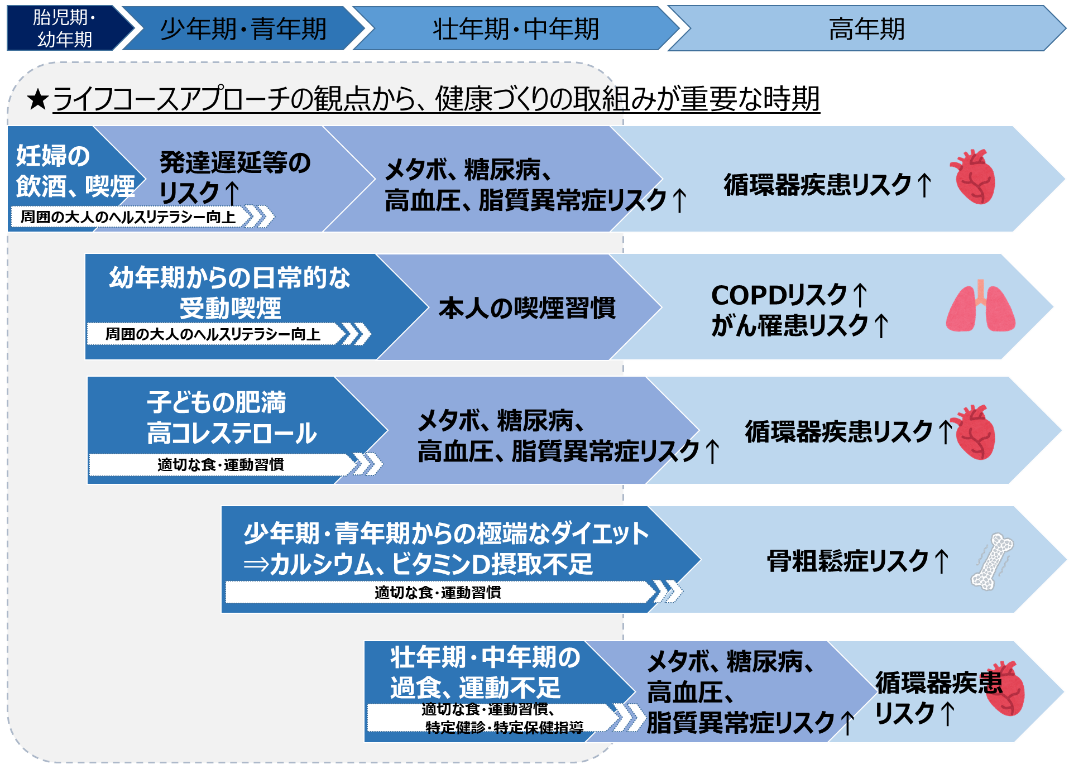 胎児期・
幼年期
少年期・青年期
壮年期・中年期
高年期
★ライフコースアプローチの観点から、健康づくりの取組みが重要な時期
妊婦の
飲酒、喫煙
周囲の大人のヘルスリテラシー向上
発達遅延等の
リスク↑
メタボ、糖尿病、
高血圧、脂質異常症リスク↑
循環器疾患リスク↑
幼年期からの日常的な
受動喫煙
周囲の大人のヘルスリテラシー向上
本人の喫煙習慣
COPDリスク↑
がん罹患リスク↑
子どもの肥満
高コレステロール
適切な食・運動習慣
メタボ、糖尿病、
高血圧、脂質異常症リスク↑
循環器疾患リスク↑
少年期・青年期からの極端なダイエット
⇒カルシウム、ビタミンD摂取不足
適切な食・運動習慣
骨粗鬆症リスク↑
壮年期・中年期の
過食、運動不足
適切な食・運動習慣、
特定健診・特定保健指導
メタボ、糖尿病、
高血圧、
脂質異常症リスク↑
循環器疾患
リスク↑